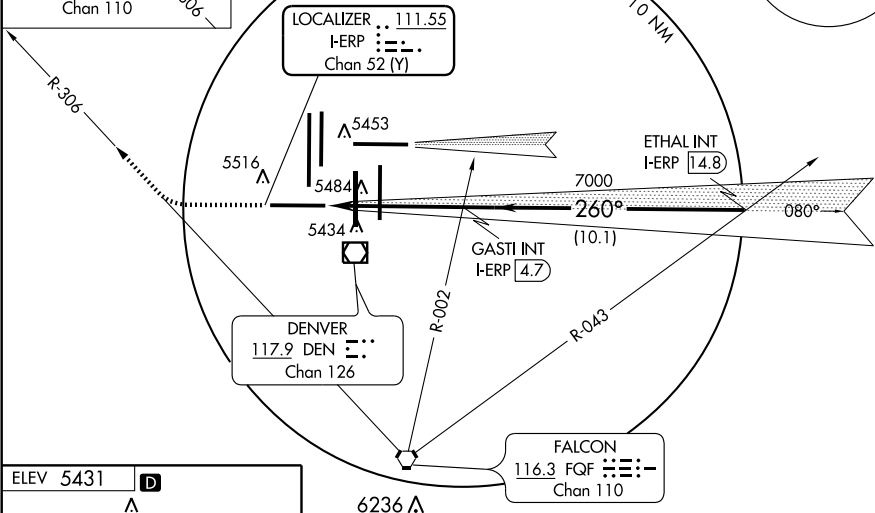 Chan 110
306
10 NM
LOCALIZER 111.55
I-ERP
Chan 52 (Y)
R-306
5453
5516
5484
5434
ETHAL INT
I-ERP 14.8
7000
260°
(10.1)
080°
GASTI INT
I-ERP 4.7
R-002
R-043
DENVER
117.9 DEN
Chan 126
FALCON
116.3 FQF
Chan 110
ELEV 5431 D
6236